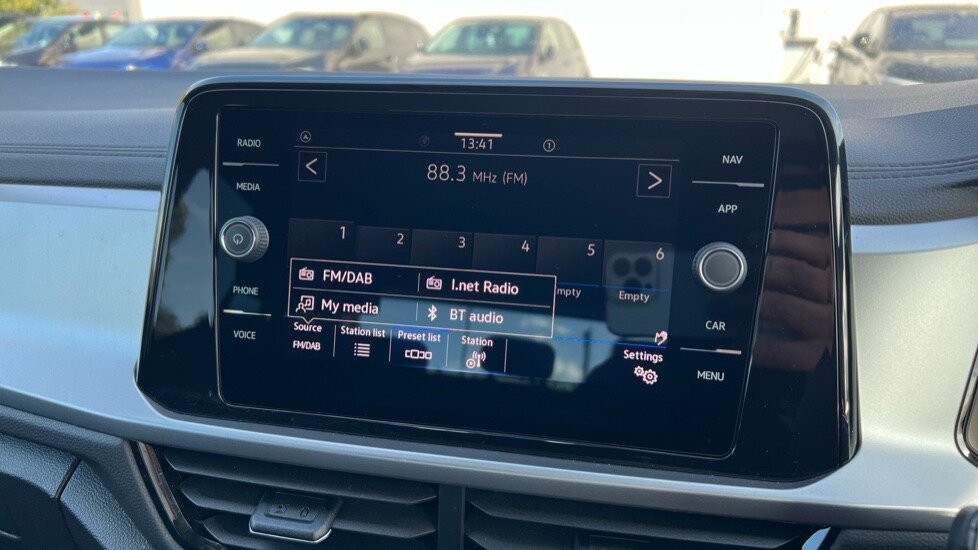 RADIO
MEDIA
PHONE
VOICE
13:41
88.3 MHz (FM)
1 2 3 4 5 6
mpty Empty
FM/DAB I.net Radio
My media BT audio
Source Station list Preset list Station Settings
FM/DAB
NAV
APP
CAR
MENU